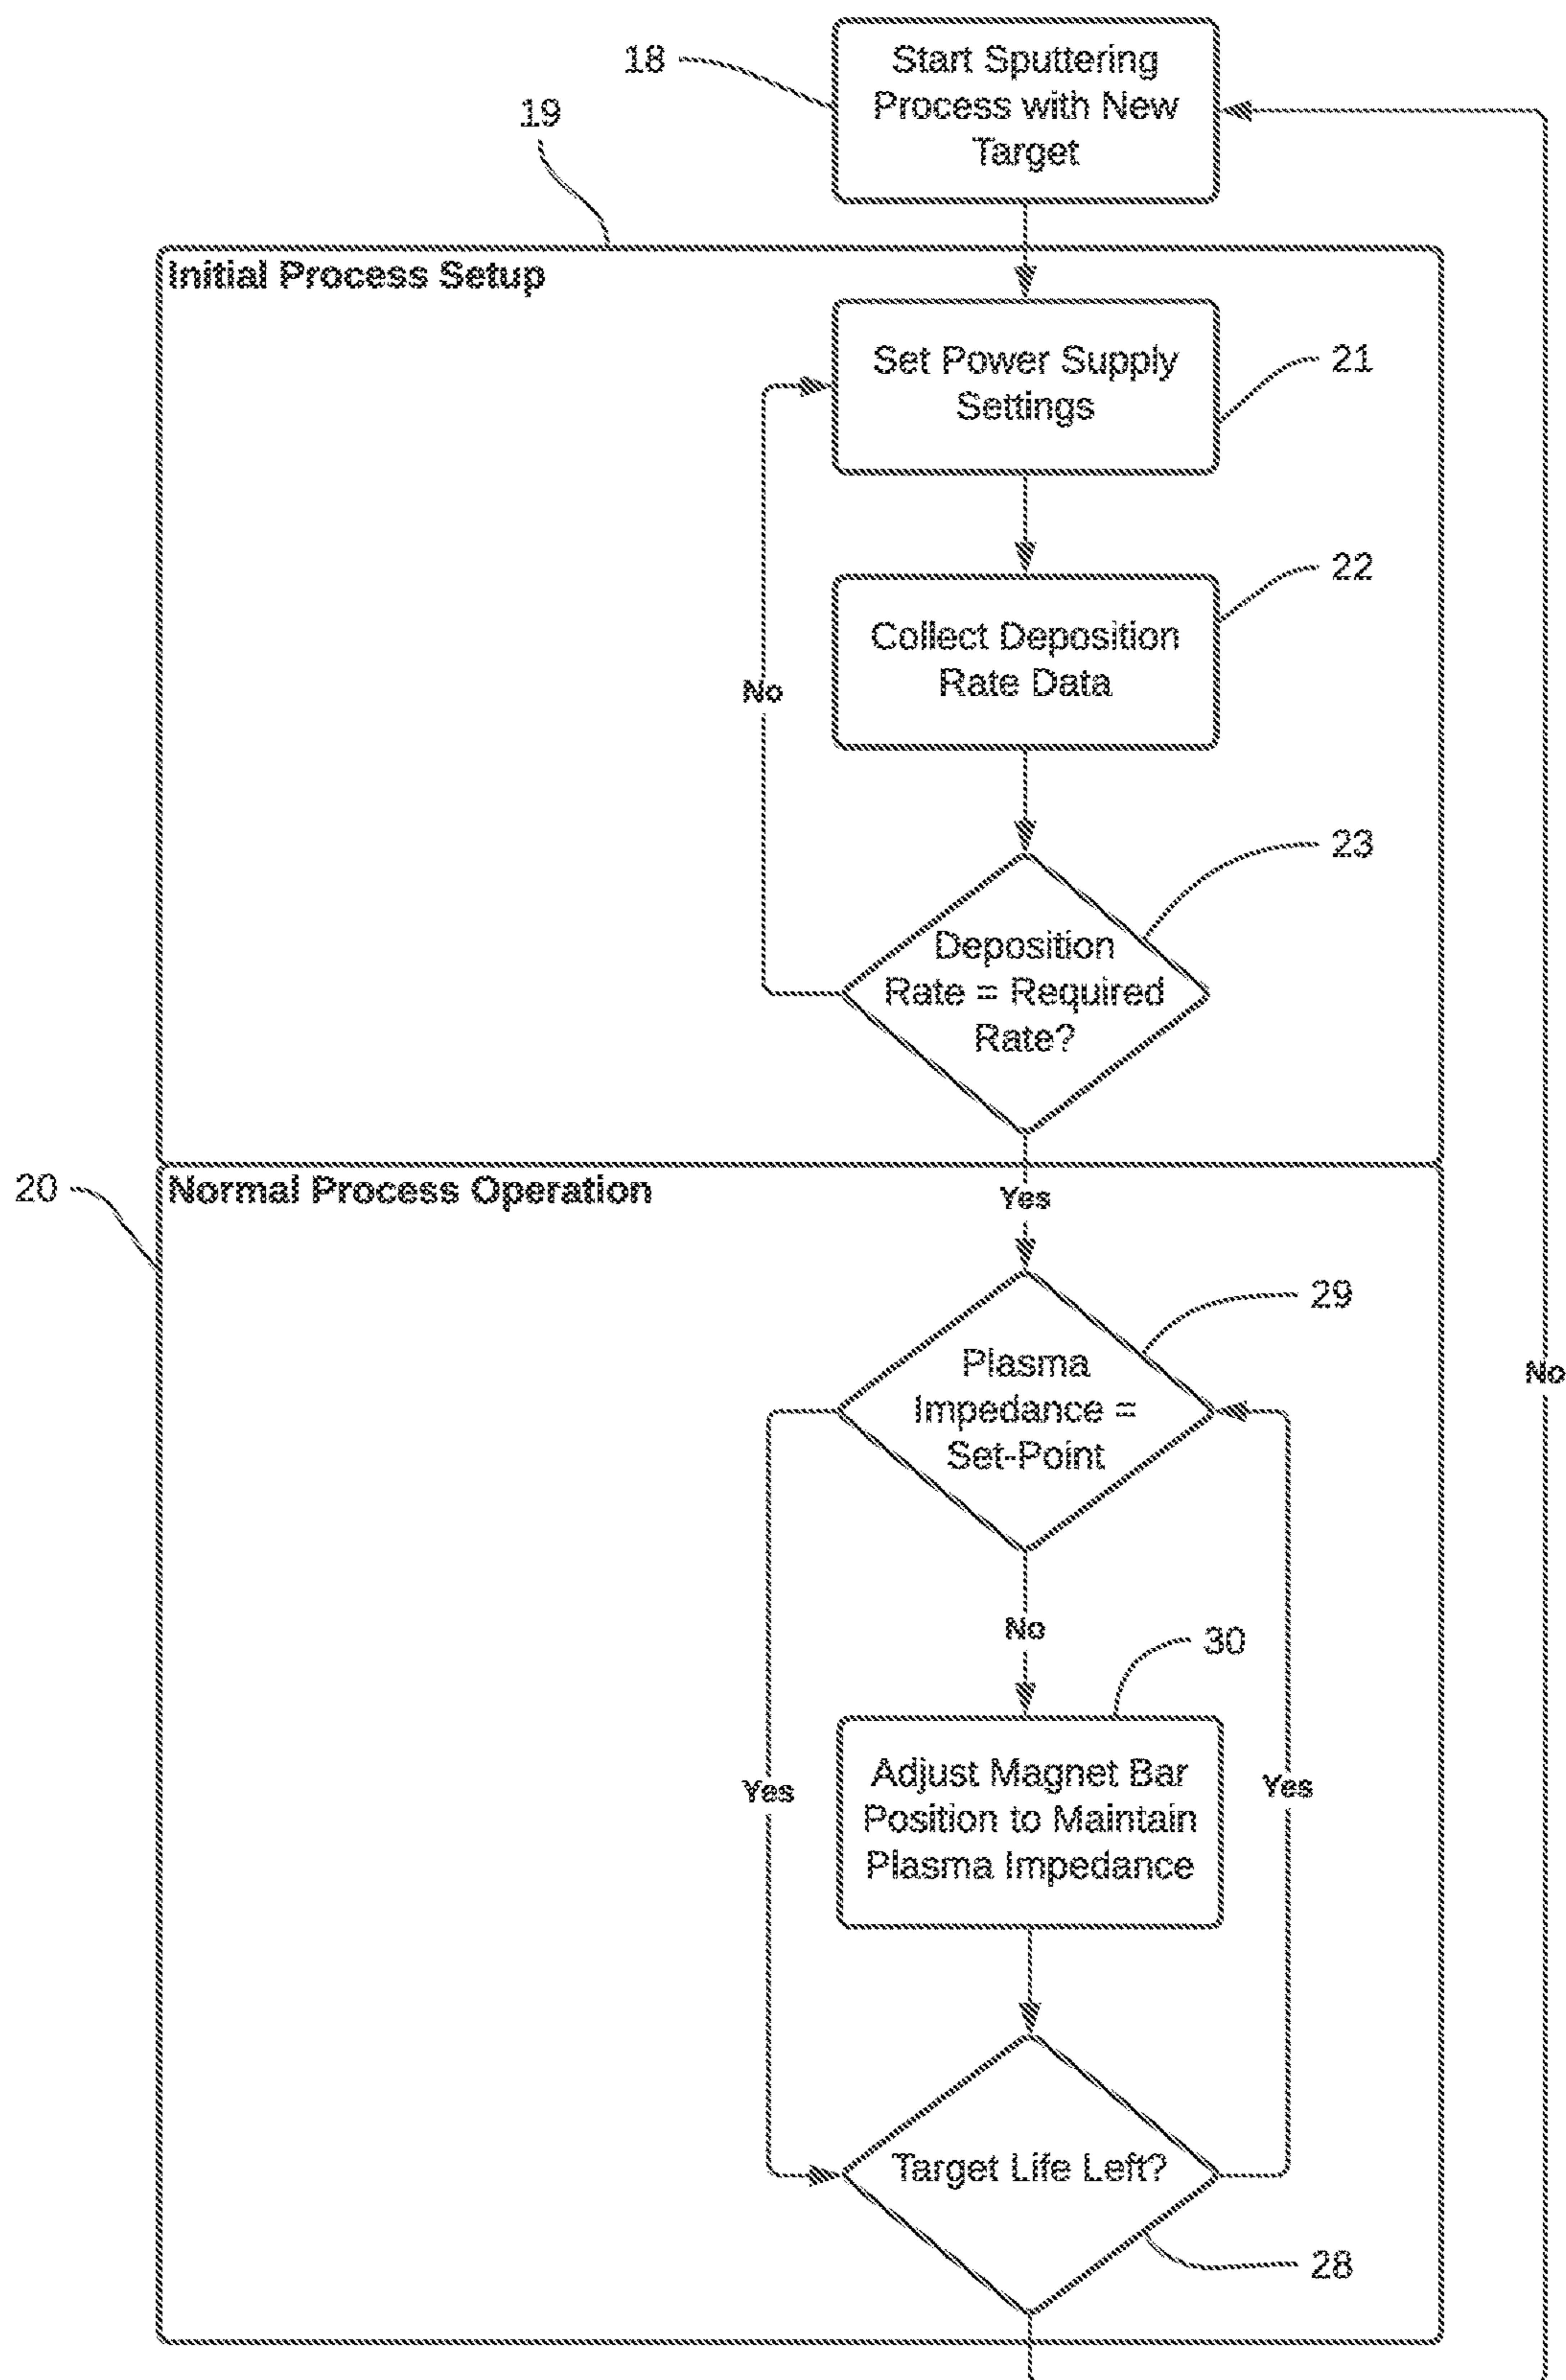 18
Start Sputtering
Process with New
Target
19
Initial Process Setup
Set Power Supply
Settings
21
22
Collect Deposition
Rate Data
No
23
Deposition
Rate = Required
Rate?
20
Normal Process Operation
Yes
29
Plasma
Impedance =
Set-Point
No
No
30
Adjust Magnet Bar
Position to Maintain
Plasma Impedance
Yes
Yes
Target Life Left?
28